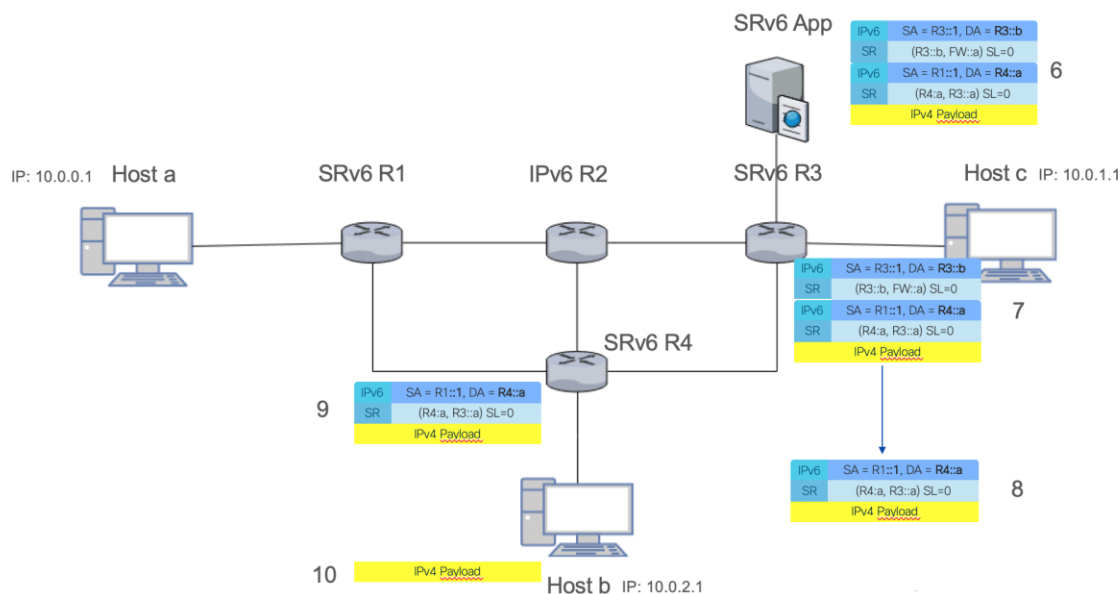 SRv6 App
IPv6 SA = R3::1, DA = R3::b
SR (R3::b, FW::a) SL=0
IPv6 SA = R1::1, DA = R4::a
SR (R4:a, R3::a) SL=0
IPv4 Payload
6
IP: 10.0.0.1 Host a
SRv6 R1
IPv6 R2
SRv6 R3
Host c IP: 10.0.1.1
IPv6 SA = R3::1, DA = R3::b
SR (R3::b, FW::a) SL=0
IPv6 SA = R1::1, DA = R4::a
SR (R4:a, R3::a) SL=0
IPv4 Payload
7
SRv6 R4
9
IPv6 SA = R1::1, DA = R4::a
SR (R4:a, R3::a) SL=0
IPv4 Payload
IPv6 SA = R1::1, DA = R4::a
SR (R4:a, R3::a) SL=0
IPv4 Payload
8
10 IPv4 Payload
Host b IP: 10.0.2.1